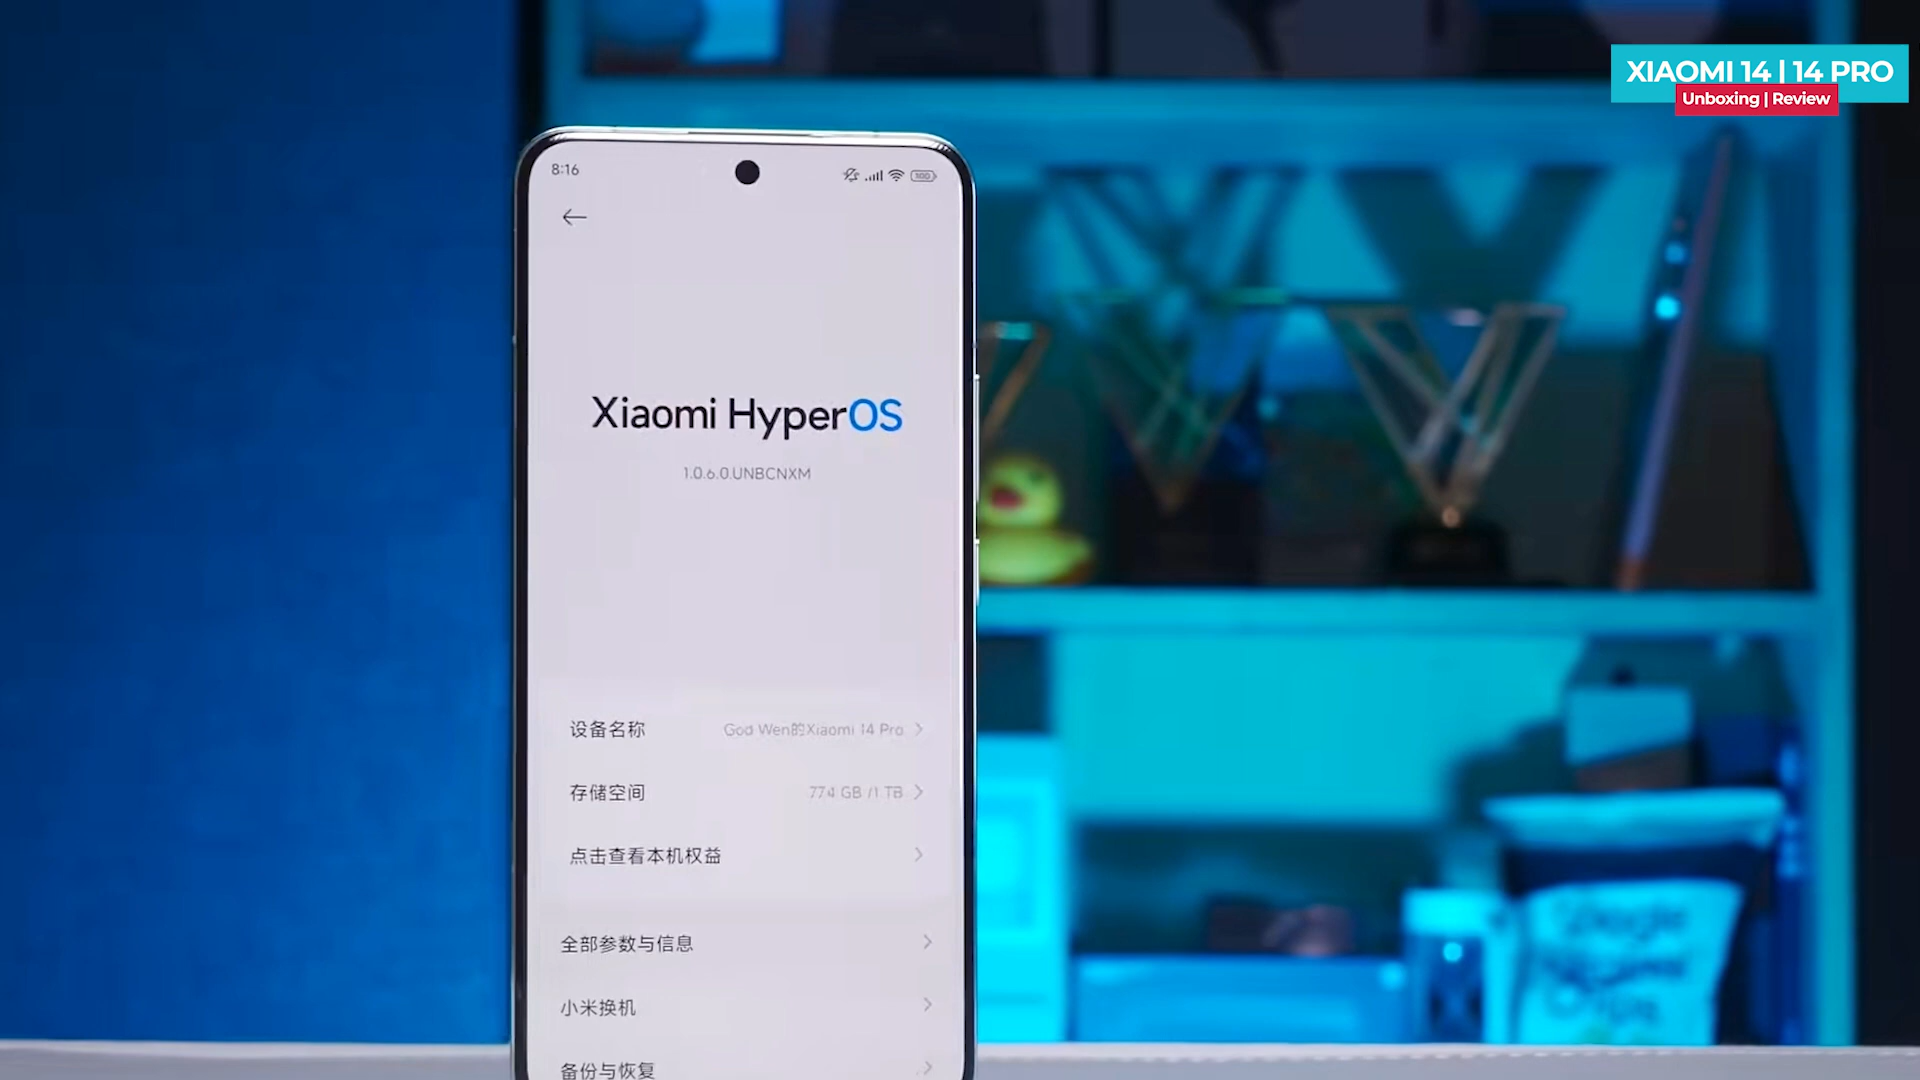 XIAOMI 14 | 14 PRO
Unboxing | Review
8:16
100
Xiaomi HyperOS
1.0.6.0.UNBCNXM
设备名称 God Wen的Xiaomi 14 Pro
存储空间 774 GB /1 TB
点击查看本机权益
全部参数与信息
小米换机
备份与恢复